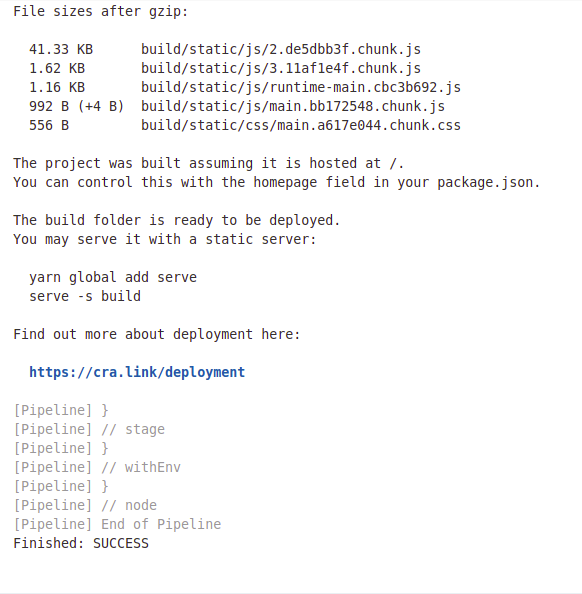 File sizes after gzip:
41.33 KB build/static/js/2.de5dbb3f.chunk.js
1.62 KB build/static/js/3.11af1e4f.chunk.js
1.16 KB build/static/js/runtime-main.cbc3b692.js
992 B (+4 B) build/static/js/main.bb172548.chunk.js
556 B build/static/css/main.a617e044.chunk.css
The project was built assuming it is hosted at /.
You can control this with the homepage field in your package.json.
The build folder is ready to be deployed.
You may serve it with a static server:
yarn global add serve
serve -s build
Find out more about deployment here:
https://cra.link/deployment
[Pipeline] }
[Pipeline] // stage
[Pipeline] }
[Pipeline] // withEnv
[Pipeline] }
[Pipeline] // node
[Pipeline] End of Pipeline
Finished: SUCCESS